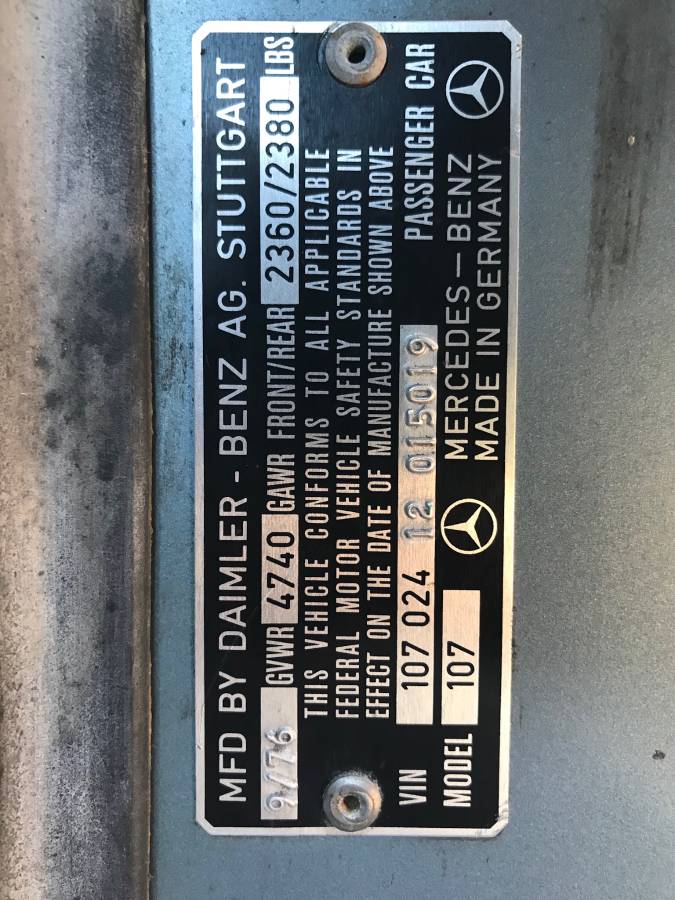 MFD BY DAIMLER - BENZ AG. STUTTGART
9/76 GVWR 4740 GAWR FRONT/REAR 2360/2380 LBS
THIS VEHICLE CONFORMS TO ALL APPLICABLE
FEDERAL MOTOR VEHICLE SAFETY STANDARDS IN
EFFECT ON THE DATE OF MANUFACTURE SHOWN ABOVE
VIN 107 024 12 015019 PASSENGER CAR
MODEL 107 MERCEDES — BENZ
MADE IN GERMANY